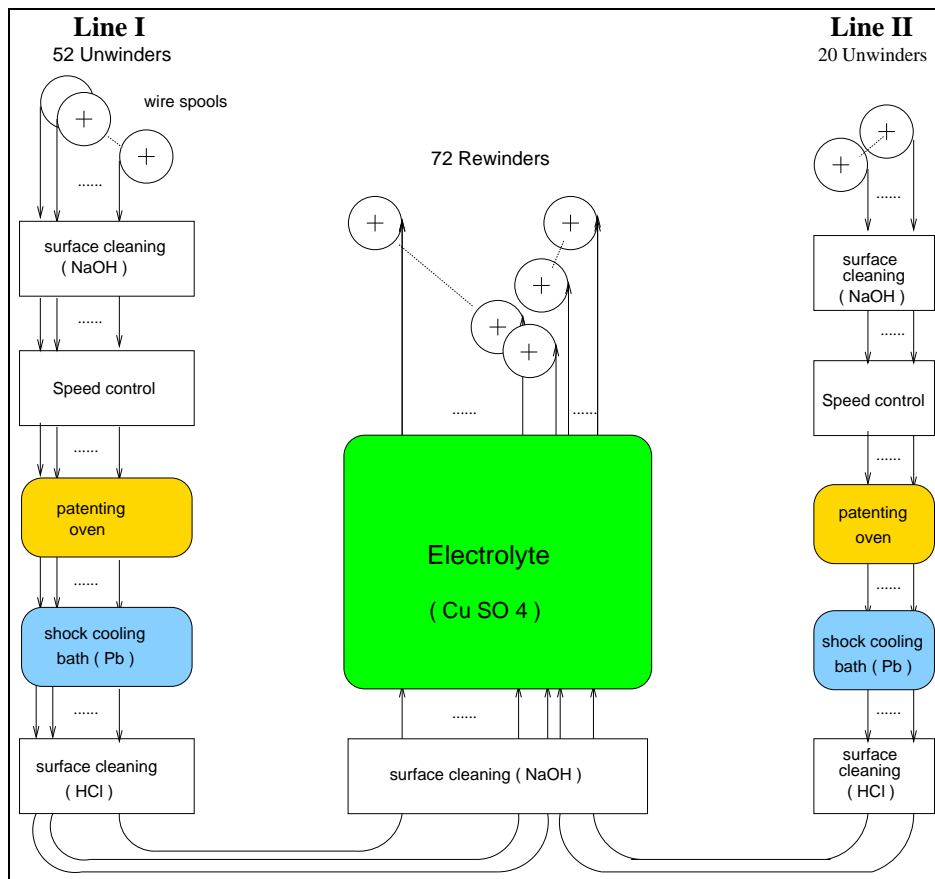 Line I
52 Unwinders
wire spools
......
surface cleaning
( NaOH )
......
Speed control
......
patenting
oven
......
shock cooling
bath ( Pb )
......
surface cleaning
( HCl )
72 Rewinders
......
......
Electrolyte
( Cu SO 4 )
......
surface cleaning ( NaOH )
Line II
20 Unwinders
......
surface
cleaning
( NaOH )
......
Speed control
......
patenting
oven
......
shock cooling
bath ( Pb )
......
surface
cleaning
( HCl )